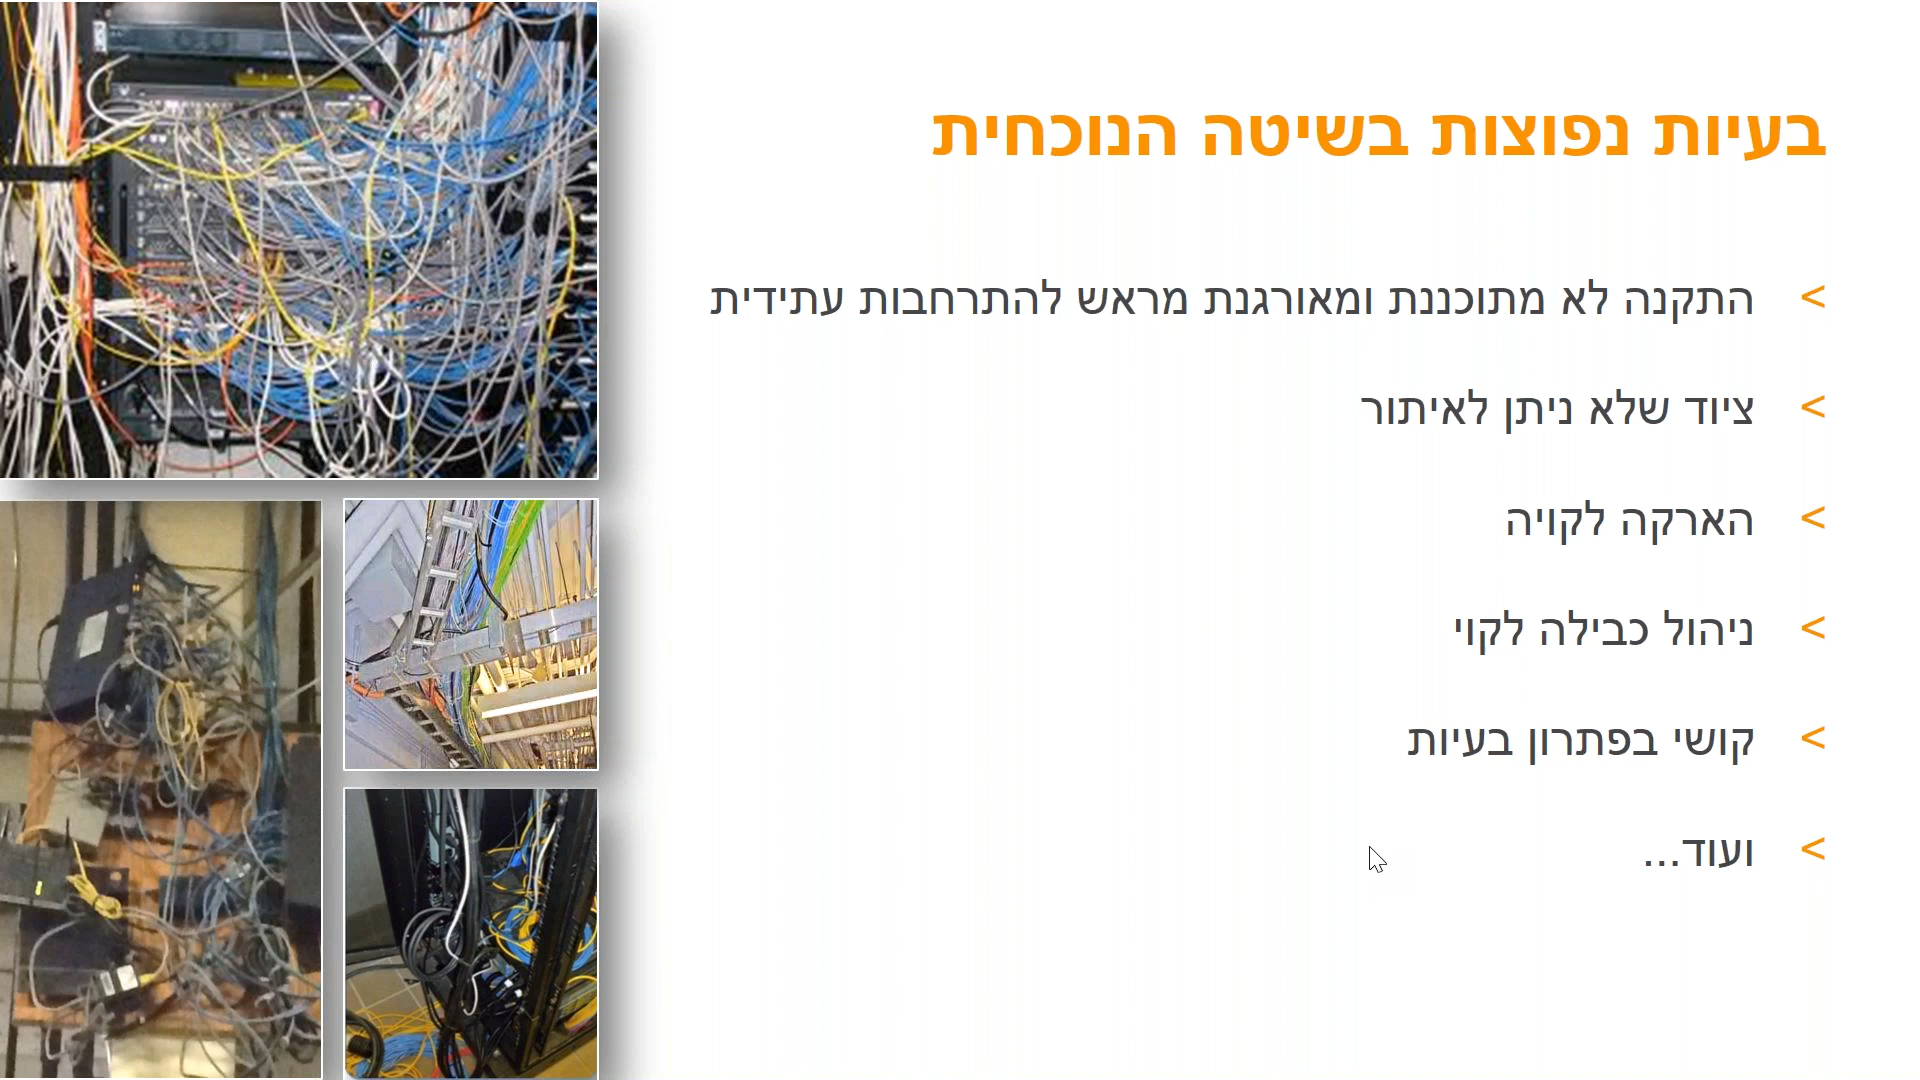 בעיות נפוצות בשיטה הנוכחית
> התקנה לא מתוכננת ומאורגנת מראש להתרחבות עתידית
> ציוד שלא ניתן לאיתור
> הארקה לקויה
> ניהול כבילה לקוי
> קושי בפתרון בעיות
> ועוד...